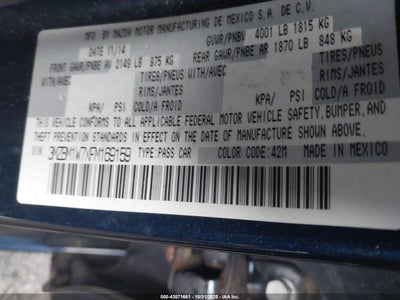 MFD. BY MAZDA MOTOR MANUFACTURING DE MEXICO S.A. DE C.V.
DATE 11/14 GVWR/PNBV 4001 LB 1815 KG
GAWR FRONT/PNBE AV 2149 LB 975 KG REAR GAWR/PNBE AR 1870 LB 848 KG
WITH/AVEC TIRES/PNEUS WITH/AVEC TIRES/PNEUS
RIMS/JANTES RIMS/JANTES
KPA/ PSI COLD/A FROID KPA/ PSI COLD/A FROID
THIS VEHICLE CONFORMS TO ALL APPLICABLE FEDERAL MOTOR VEHICLE SAFETY, BUMPER, AND
THEFT PREVENTION STANDARDS IN EFFECT ON THE DATE OF MANUFACTURE SHOWN ABOVE.
VIN: 3MZBM1W7XFM169159 TYPE: PASS CAR COLOR CODE: 42M MADE IN MEXICO
000-43571661 - 10/31/2025 - IAA Inc.